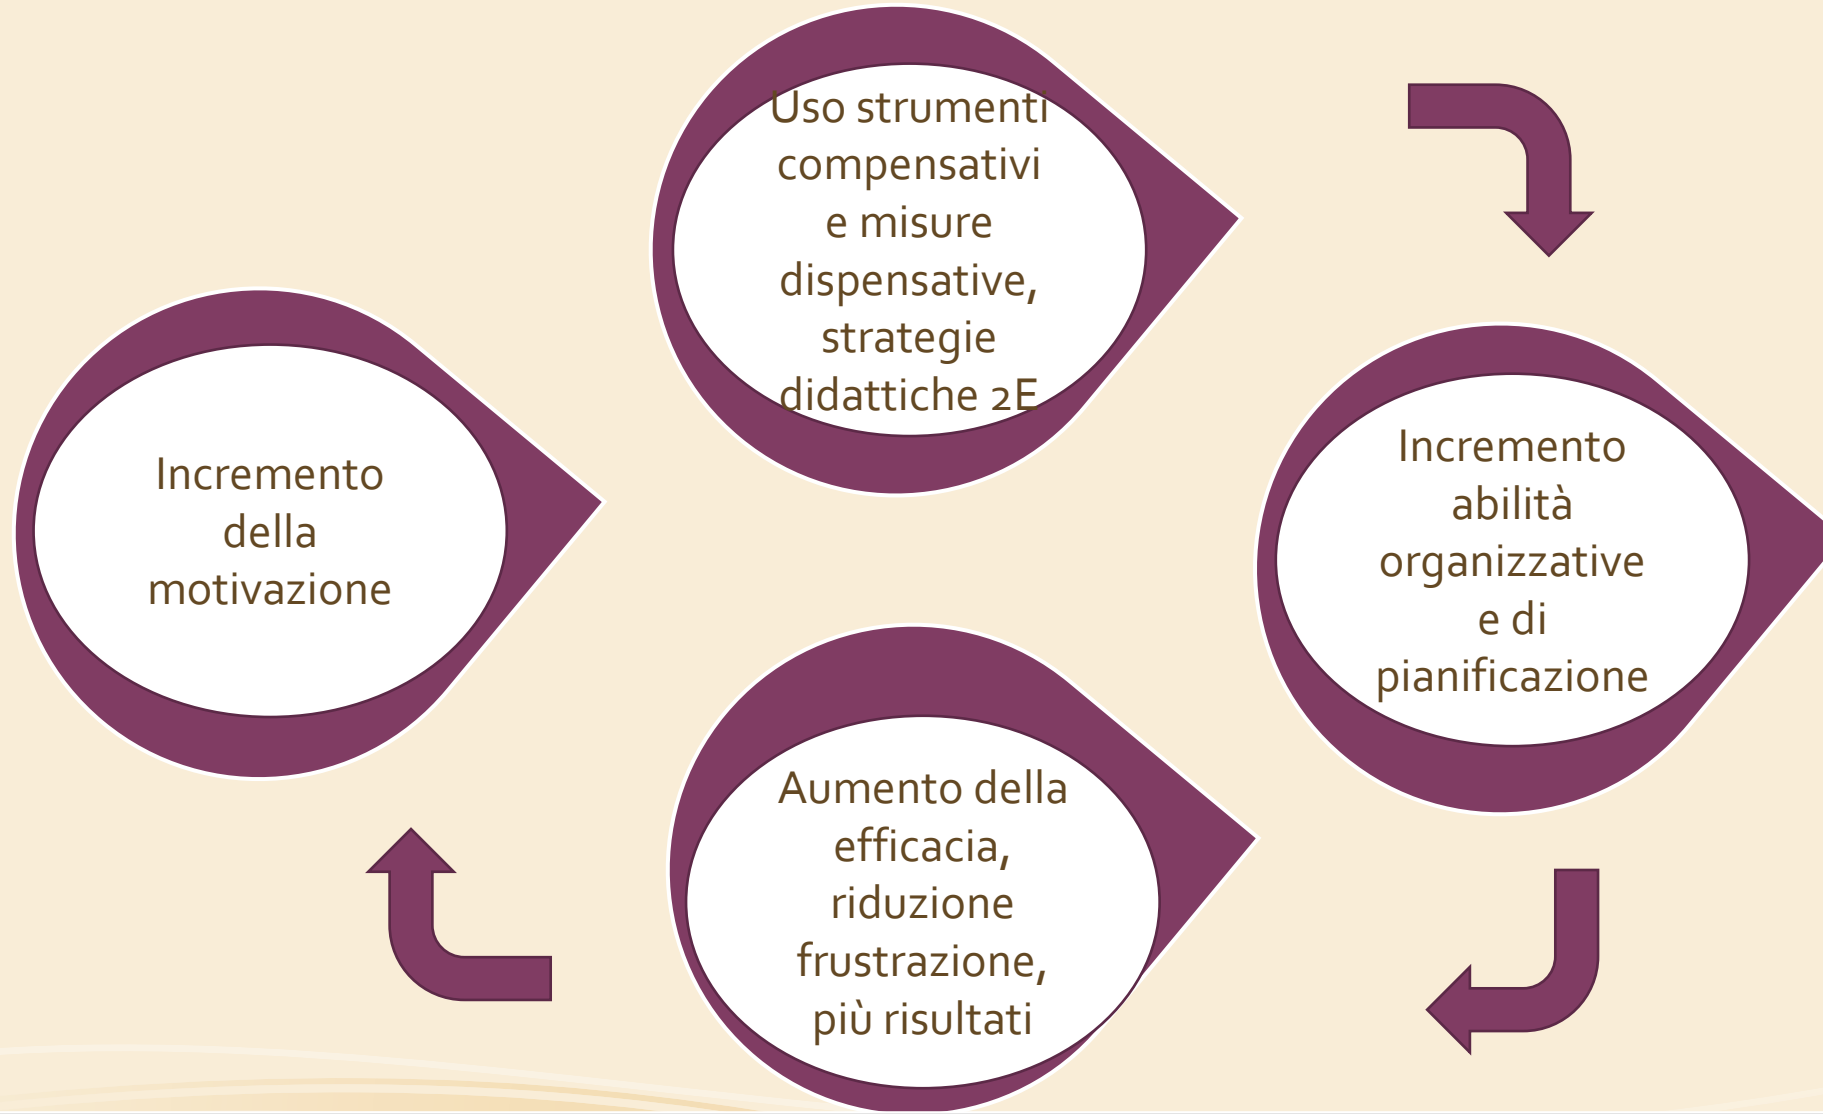 Uso strumenti
compensativi
e misure
dispensative,
strategie
didattiche 2E
Incremento
della
motivazione
Incremento
abilità
organizzative
e di
pianificazione
Aumento della
efficacia,
riduzione
frustrazione,
più risultati